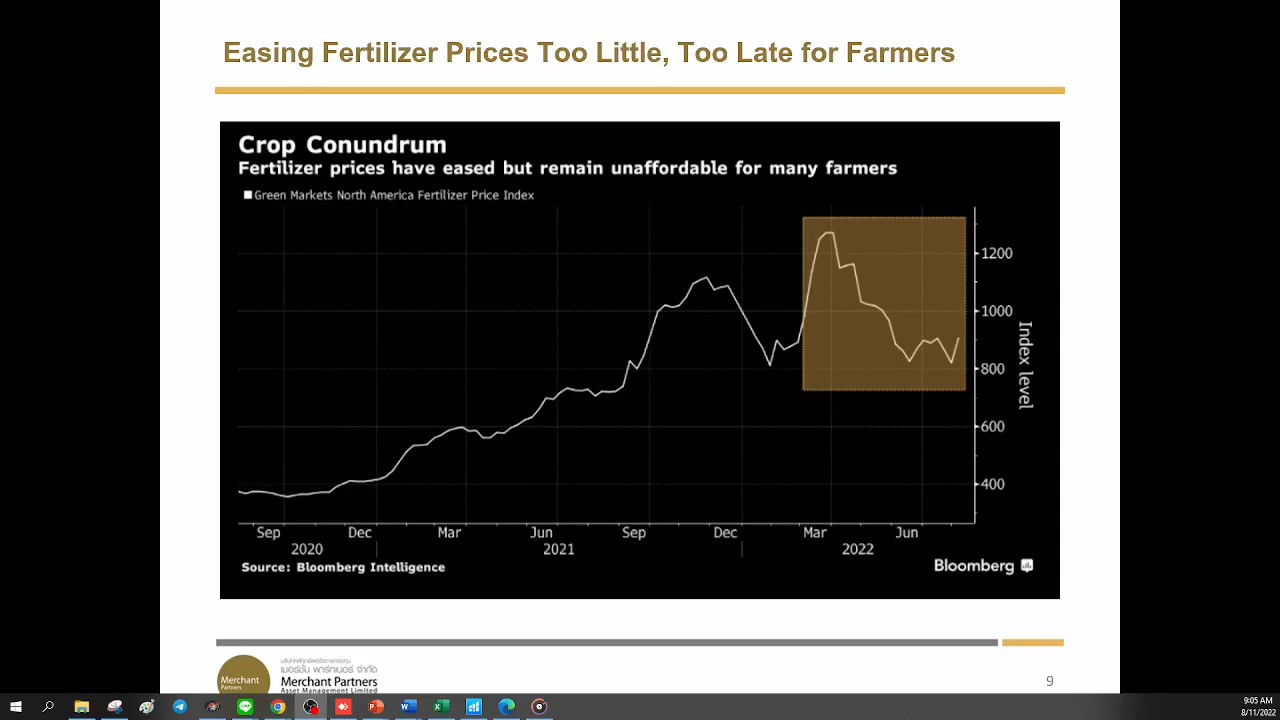 Easing Fertilizer Prices Too Little, Too Late for Farmers
Crop Conundrum
Fertilizer prices have eased but remain unaffordable for many farmers
Green Markets North America Fertilizer Price Index
1200
1000
800
600
400
Index level
Sep Dec Mar Jun Sep Dec Mar Jun
2020 2021 2022
Source: Bloomberg Intelligence
Bloomberg
Merchant
Partners
บริษัทหลักทรัพย์จัดการกองทุน
เมอร์ชั่น พาร์ทเนอร์ จำกัด
Merchant Partners
Asset Management Limited
9
9:05 AM
8/11/2022